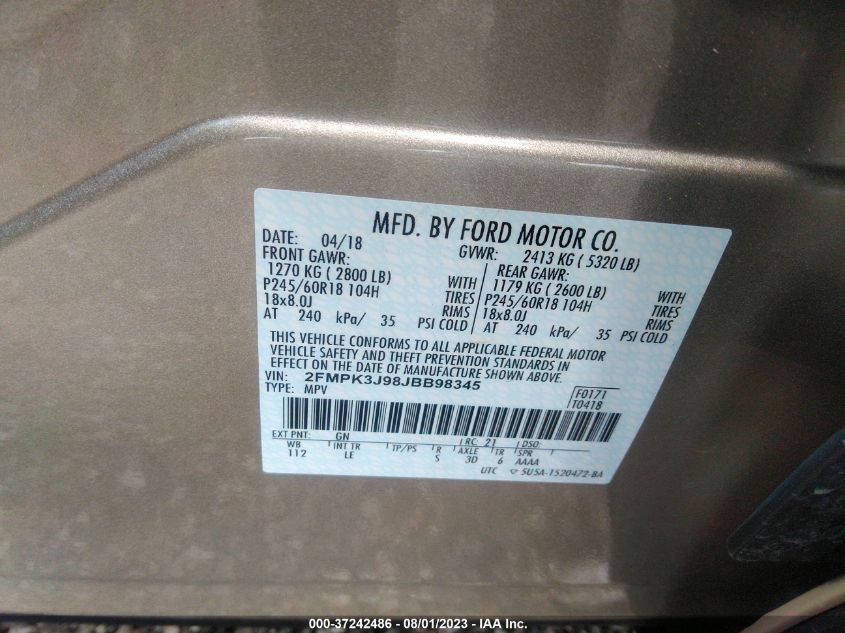 MFD. BY FORD MOTOR CO.
DATE: 04/18 GVWR: 2413 KG ( 5320 LB)
FRONT GAWR: REAR GAWR:
1270 KG ( 2800 LB) WITH 1179 KG ( 2600 LB) WITH
P245/60R18 104H TIRES P245/60R18 104H TIRES
18x8.0J RIMS 18x8.0J RIMS
AT 240 kPa/ 35 PSI COLD AT 240 kPa/ 35 PSI COLD
THIS VEHICLE CONFORMS TO ALL APPLICABLE FEDERAL MOTOR
VEHICLE SAFETY AND THEFT PREVENTION STANDARDS IN
EFFECT ON THE DATE OF MANUFACTURE SHOWN ABOVE.
VIN: 2FMPK3J98JBB98345
TYPE: MPV
F0171
T0418
EXT PNT: GN RC: 21 DSO:
WB INT TR TP/PS R AXLE TR SPR
112 LE S 3D 6 AAAA
UTC ▽ 5U5A-1520472-BA
000-37242486 - 08/01/2023 - IAA Inc.